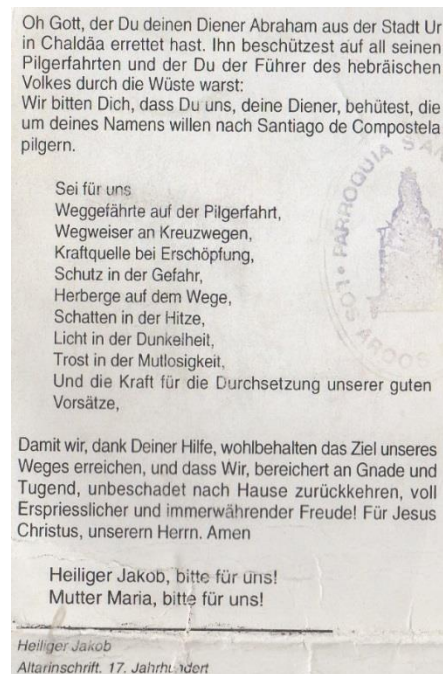 Oh Gott, der Du deinen Diener Abraham aus der Stadt Ur
in Chaldäa errettet hast. Ihn beschützest auf all seinen
Pilgerfahrten und der Du der Führer des hebräischen
Volkes durch die Wüste warst:
Wir bitten Dich, dass Du uns, deine Diener, behütest, die
um deines Namens willen nach Santiago de Compostela
pilgern.
Sei für uns
Weggefährte auf der Pilgerfahrt,
Wegweiser an Kreuzwegen,
Kraftquelle bei Erschöpfung,
Schutz in der Gefahr,
Herberge auf dem Wege,
Schatten in der Hitze,
Licht in der Dunkelheit,
Trost in der Mutlosigkeit,
Und die Kraft für die Durchsetzung unserer guten
Vorsätze,
Damit wir, dank Deiner Hilfe, wohlbehalten das Ziel unseres
Weges erreichen, und dass Wir, bereichert an Gnade und
Tugend, unbeschadet nach Hause zurückkehren, voll
Erspriesslicher und immerwährender Freude! Für Jesus
Christus, unserern Herrn. Amen
Heiliger Jakob, bitte für uns!
Mutter Maria, bitte für uns!
Heiliger Jakob
Altarinschrift. 17. Jahrhundert
PARROQUIA
LOS ARCOS